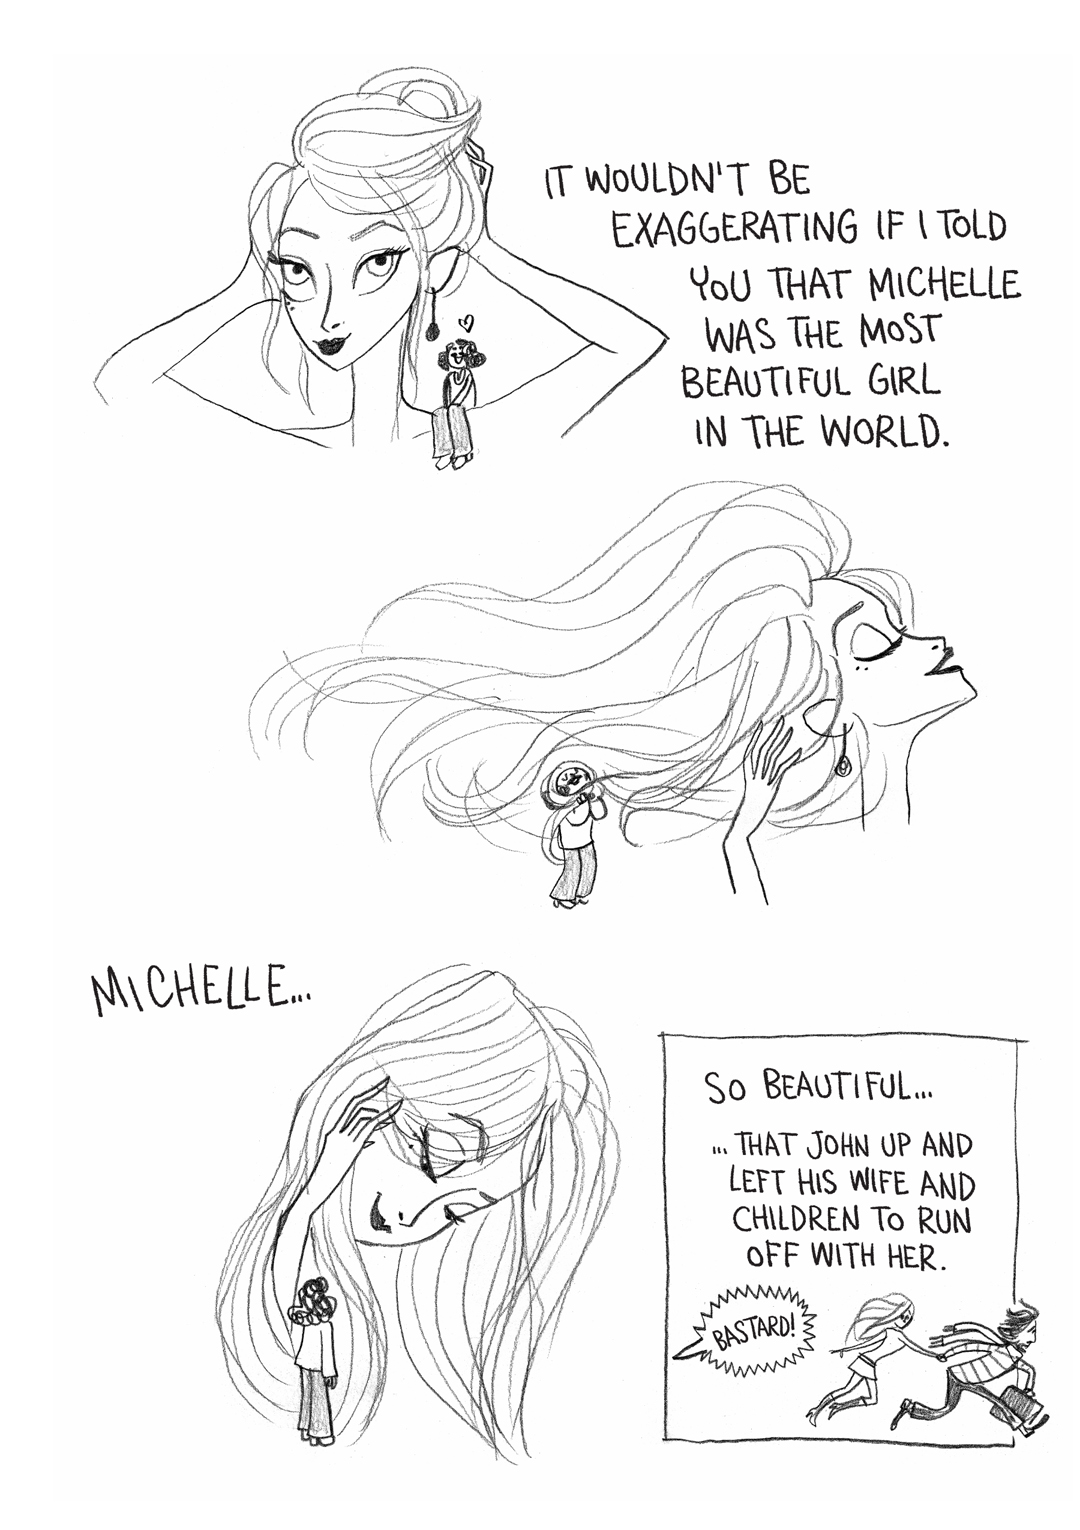 IT WOULDN'T BE
EXAGGERATING IF I TOLD
YOU THAT MICHELLE
WAS THE MOST
BEAUTIFUL GIRL
IN THE WORLD.
MICHELLE...
SO BEAUTIFUL...
... THAT JOHN UP AND
LEFT HIS WIFE AND
CHILDREN TO RUN
OFF WITH HER.
BASTARD!